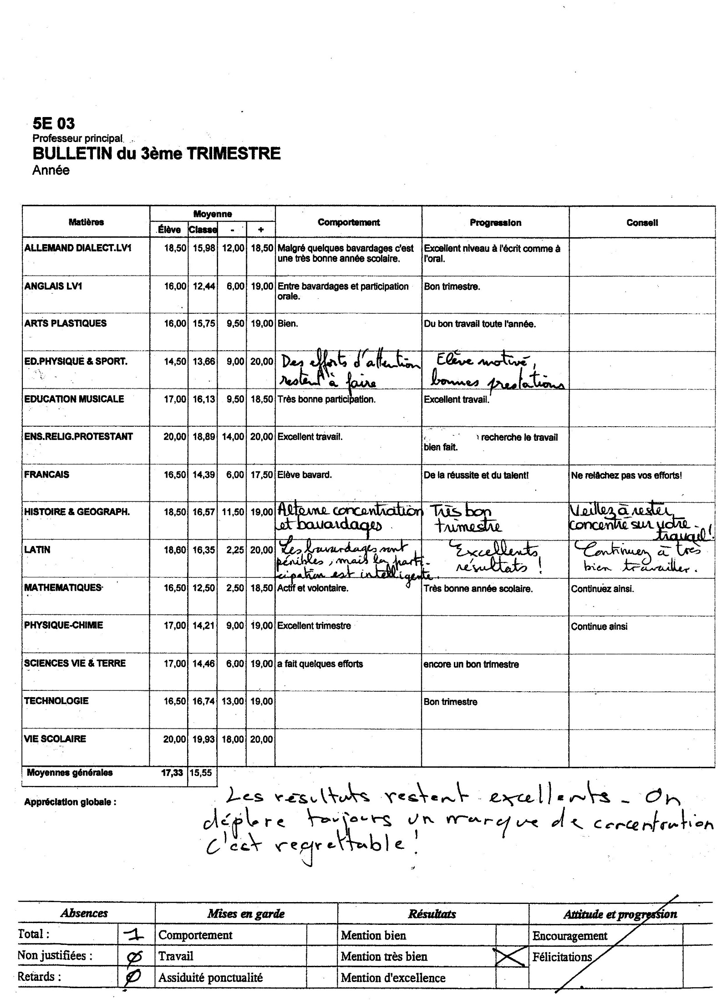 5E 03
Professeur principal
BULLETIN du 3ème TRIMESTRE
Année
Matières Moyenne Comportement Progression Conseil
Élève Classe - +
ALLEMAND DIALECT.LV1 18,50 15,98 12,00 18,50 Malgré quelques bavardages c'est Excellent niveau à l'écrit comme à
une très bonne année scolaire. l'oral.
ANGLAIS LV1 16,00 12,44 6,00 19,00 Entre bavardages et participation Bon trimestre.
orale.
ARTS PLASTIQUES 16,00 15,75 9,50 19,00 Bien. Du bon travail toute l'année.
ED.PHYSIQUE & SPORT. 14,50 13,66 9,00 20,00 Des efforts d'attention Elève motivé,
restent à faire bonnes prestations
EDUCATION MUSICALE 17,00 16,13 9,50 18,50 Très bonne participation. Excellent travail.
ENS.RELIG.PROTESTANT 20,00 18,89 14,00 20,00 Excellent travail. recherche le travail
bien fait.
FRANCAIS 16,50 14,39 6,00 17,50 Elève bavard. De la réussite et du talent! Ne relâchez pas vos efforts!
HISTOIRE & GEOGRAPH. 18,50 16,57 11,50 19,00 Alterne concentration Très bon Veillez à rester
et bavardages. trimestre concentré sur votre
travail!
LATIN 18,60 16,35 2,25 20,00 Les bavardages sont Excellents Continuez à très
pénibles, mais la parti- résultats ! bien travailler.
cipation est intelligente.
MATHEMATIQUES 16,50 12,50 2,50 18,50 Actif et volontaire. Très bonne année scolaire. Continuez ainsi.
PHYSIQUE-CHIMIE 17,00 14,21 9,00 19,00 Excellent trimestre Continue ainsi
SCIENCES VIE & TERRE 17,00 14,46 6,00 19,00 a fait quelques efforts encore un bon trimestre
TECHNOLOGIE 16,50 16,74 13,00 19,00 Bon trimestre
VIE SCOLAIRE 20,00 19,93 18,00 20,00
Moyennes générales 17,33 15,55
Appréciation globale : Les résultats restent excellents - On
déplore toujours un marque de concentration
C'est regrettable !
Absences Mises en garde Résultats Attitude et progression
Total : 1 Comportement Mention bien Encouragement
Non justifiées : 0 Travail Mention très bien X Félicitations
Retards : 0 Assiduité ponctualité Mention d'excellence